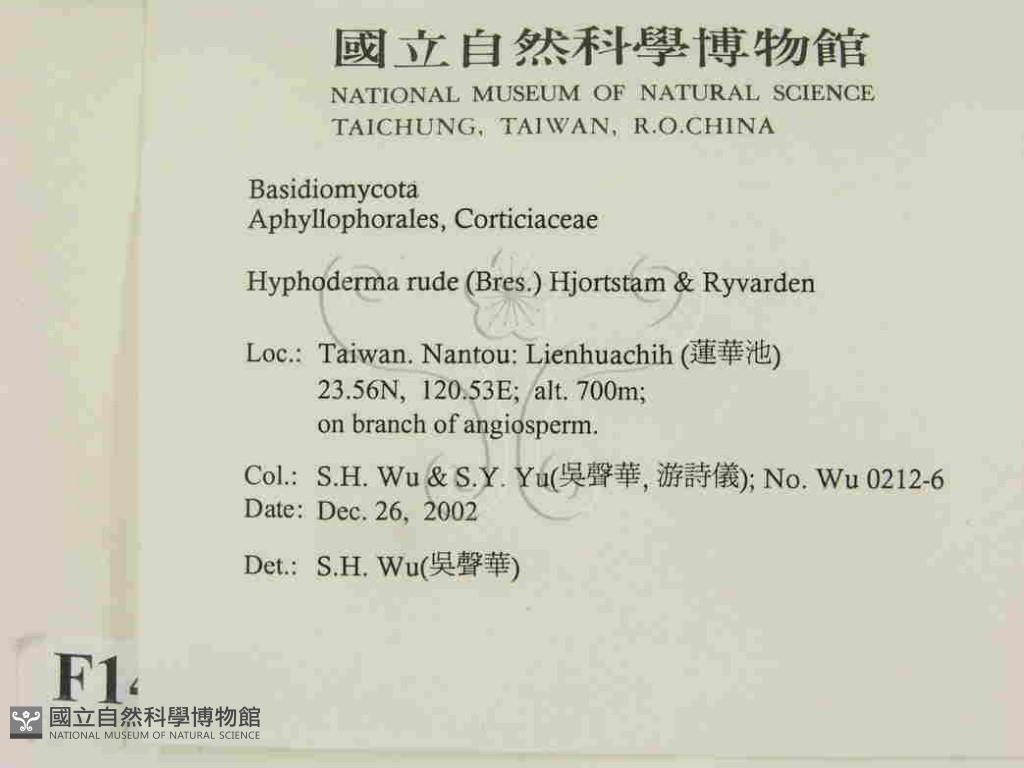 國立自然科學博物館
NATIONAL MUSEUM OF NATURAL SCIENCE
TAICHUNG, TAIWAN, R.O.CHINA
Basidiomycota
Aphyllophorales, Corticiaceae
Hyphoderma rude (Bres.) Hjortstam & Ryvarden
Loc.: Taiwan. Nantou: Lienhuachih (蓮華池)
23.56N, 120.53E; alt. 700m;
on branch of angiosperm.
Col.: S.H. Wu & S.Y. Yu(吳聲華, 游詩儀); No. Wu 0212-6
Date: Dec. 26, 2002
Det.: S.H. Wu(吳聲華)
國立自然科學博物館
NATIONAL MUSEUM OF NATURAL SCIENCE